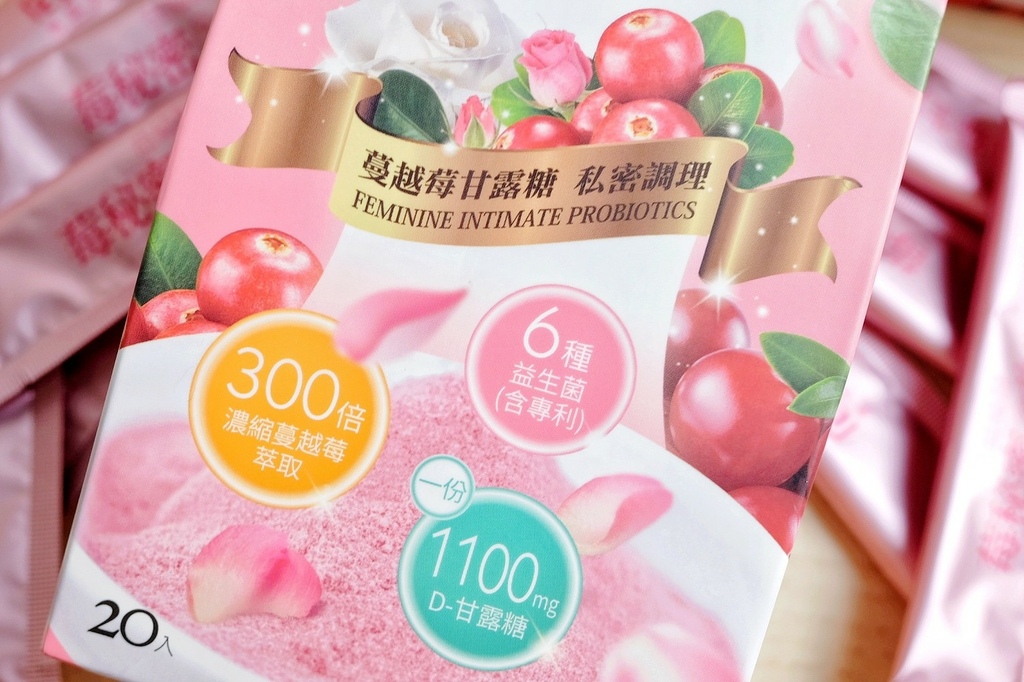 蔓越莓甘露糖 私密調理
FEMININE INTIMATE PROBIOTICS
6種
益生菌
(含專利)
300倍
濃縮蔓越莓
萃取
一份
1100mg
D-甘露糖
20入